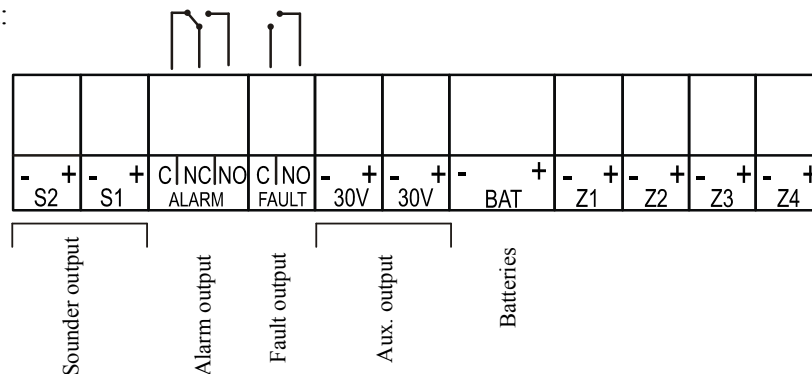 :
- + - + C NC NO C NO - + - + - + - + - + - + - +
S2 S1 ALARM FAULT 30V 30V BAT Z1 Z2 Z3 Z4
Sounder output
Alarm output
Fault output
Aux. output
Batteries